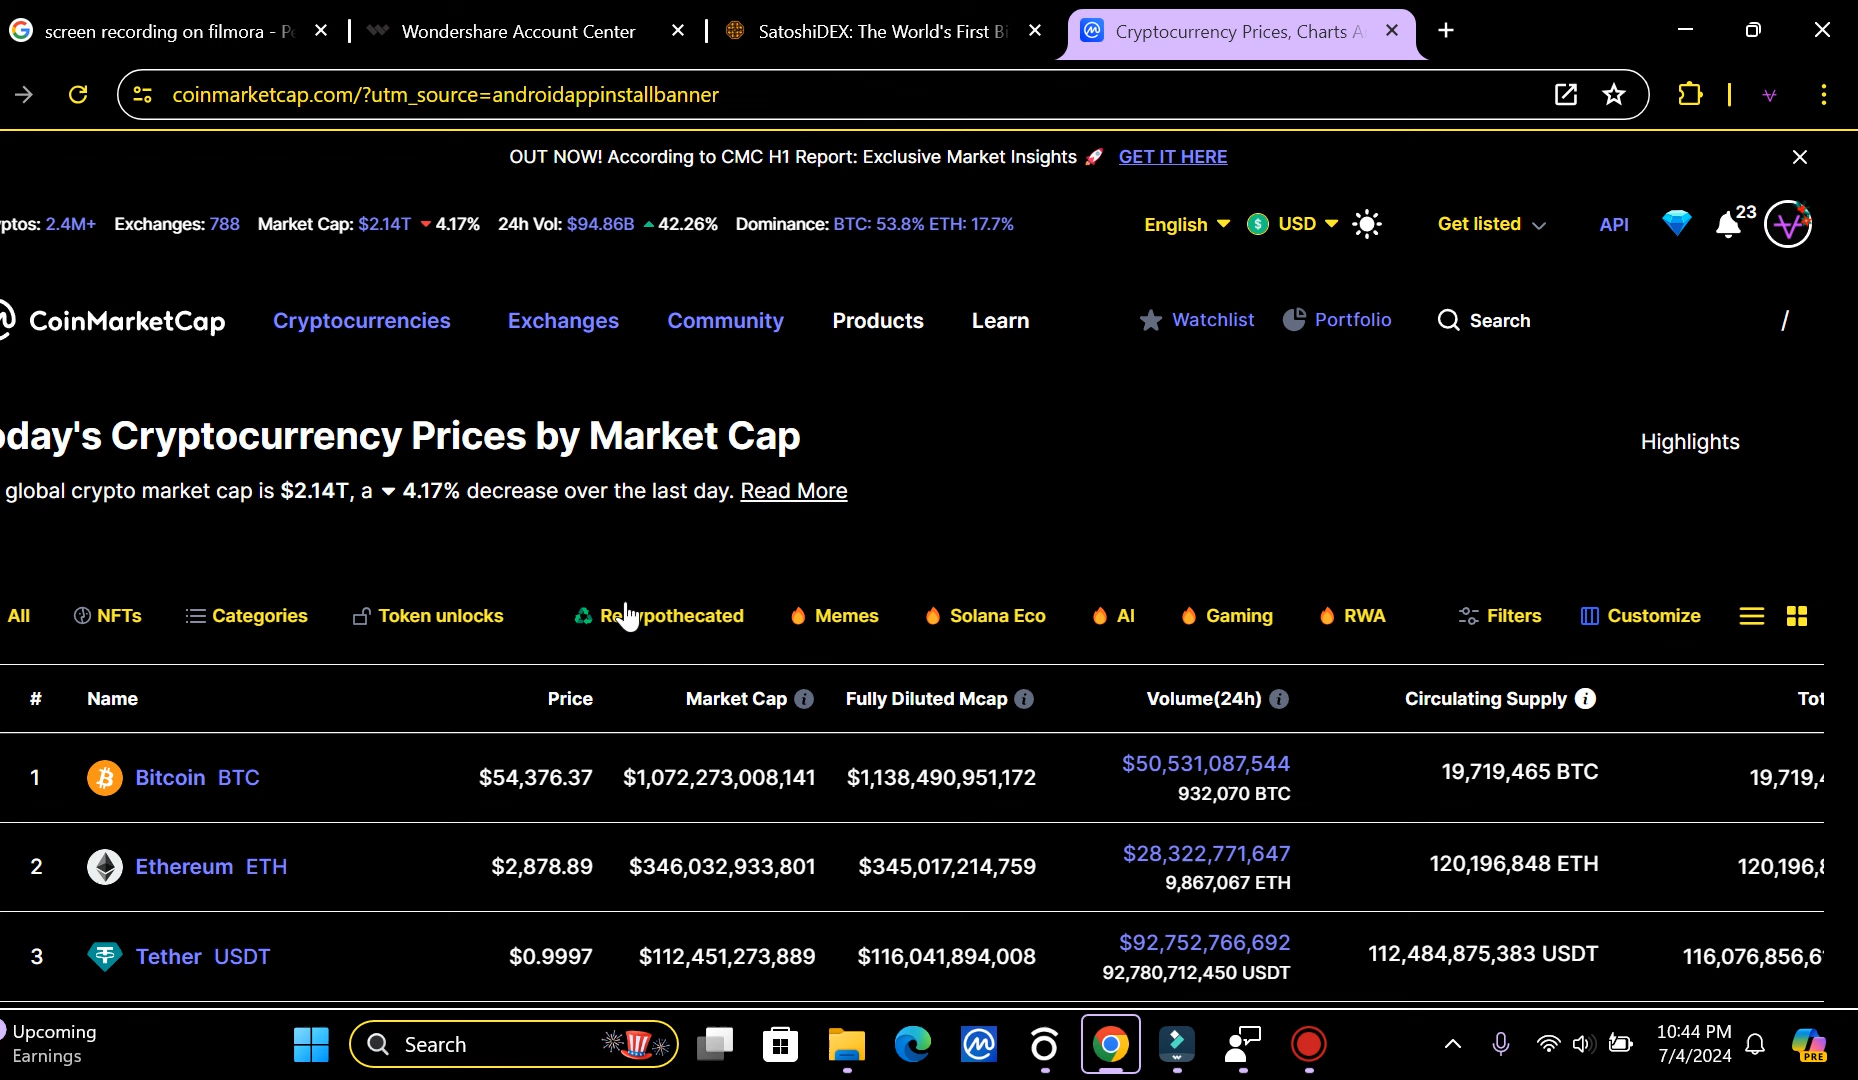 screen recording on filmora - P
Wondershare Account Center
SatoshiDEX: The World's First Bi
Cryptocurrency Prices, Charts A
coinmarketcap.com/?utm_source=androidappinstallbanner
OUT NOW! According to CMC H1 Report: Exclusive Market Insights 🚀 GET IT HERE
ptos: 2.4M+ Exchanges: 788 Market Cap: $2.14T ▼ 4.17% 24h Vol: $94.86B ▲ 42.26% Dominance: BTC: 53.8% ETH: 17.7% English USD Get listed API 23
CoinMarketCap Cryptocurrencies Exchanges Community Products Learn Watchlist Portfolio Search /
oday's Cryptocurrency Prices by Market Cap
Highlights
global crypto market cap is $2.14T, a ▼ 4.17% decrease over the last day. Read More
All NFTs Categories Token unlocks Memes Solana Eco AI Gaming RWA Filters Customize
# Name Price Market Cap Fully Diluted Mcap Volume(24h) Circulating Supply Tot
1 Bitcoin BTC $54,376.37 $1,072,273,008,141 $1,138,490,951,172 $50,531,087,544 19,719,465 BTC 19,719,4
932,070 BTC
2 Ethereum ETH $2,878.89 $346,032,933,801 $345,017,214,759 $28,322,771,647 120,196,848 ETH 120,196,8
9,867,067 ETH
3 Tether USDT $0.9997 $112,451,273,889 $116,041,894,008 $92,752,766,692 112,484,875,383 USDT 116,076,856,6
92,780,712,450 USDT
Upcoming
Earnings
Search
10:44 PM
7/4/2024
PRE